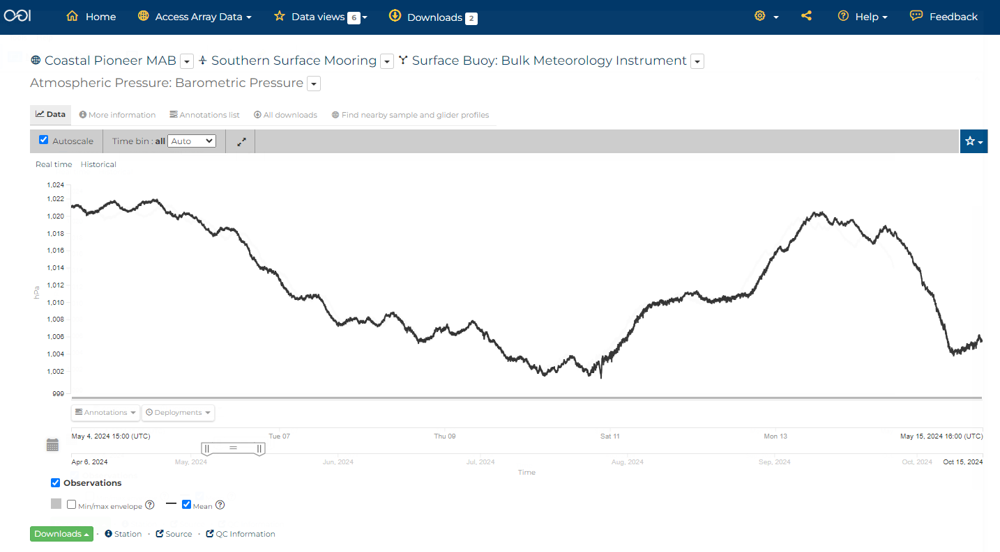 OOI Home Access Array Data Data views 6 Downloads 2 Help Feedback
Coastal Pioneer MAB Southern Surface Mooring Surface Buoy: Bulk Meteorology Instrument
Atmospheric Pressure: Barometric Pressure
Data More information Annotations list All downloads Find nearby sample and glider profiles
Autoscale Time bin : all Auto
Real time Historical
1,024
1,022
1,020
1,018
1,016
1,014
1,012
1,010
1,008
1,006
1,004
1,002
999
hPa
Annotations Deployments
May 4, 2024 15:00 (UTC) Tue 07 Thu 09 Sat 11 Mon 13 May 15, 2024 16:00 (UTC)
Apr 6, 2024 May, 2024 Jun, 2024 Jul, 2024 Aug, 2024 Sep, 2024 Oct, 2024 Oct 15, 2024
Time
Observations
Min/max envelope ? Mean ?
Downloads · Station · Source · QC Information